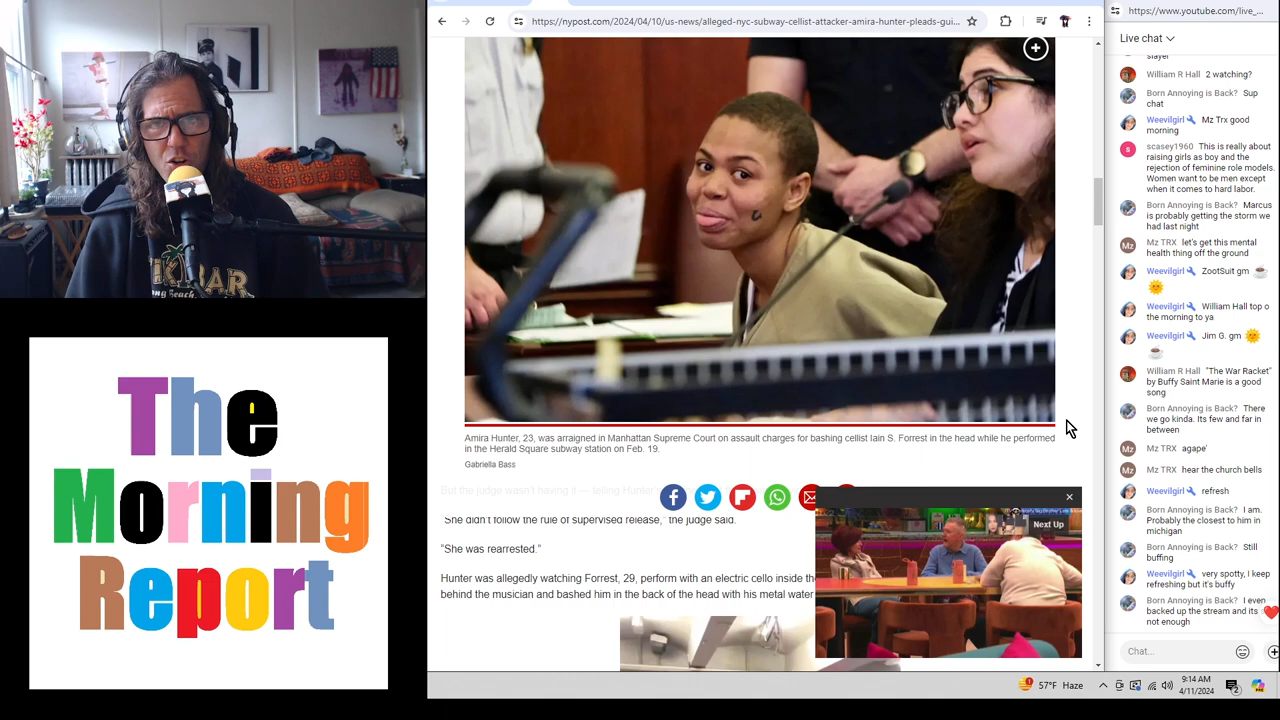 https://nypost.com/2024/04/10/us-news/alleged-nyc-subway-cellist-attacker-amira-hunter-pleads-gui...
https://www.youtube.com/live_...
Live chat
slayer
William R Hall 2 watching?
Born Annoying is Back? Sup
chat
Weevilgirl Mz Trx good
morning
scasey1960 This is really about
raising girls as boy and the
rejection of feminine role models.
Women want to be men except
when it comes to hard labor.
Born Annoying is Back? Marcus
is probably getting the storm we
had last night
Mz
Mz TRX let's get this mental
health thing off the ground
Weevilgirl ZootSuit gm
Weevilgirl William Hall top o
the morning to ya
Weevilgirl Jim G. gm
William R Hall "The War Racket"
by Buffy Saint Marie is a good
song
Born Annoying is Back? There
we go kinda. Its few and far in
between
Mz
Mz TRX agape'
Mz
Mz TRX hear the church bells
Weevilgirl refresh
Born Annoying is Back? I am.
Probably the closest to him in
michigan
Born Annoying is Back? Still
buffing
Weevilgirl very spotty, I keep
refreshing but it's buffy
Born Annoying is Back? I even
backed up the stream and its
not enough
Chat...
Amira Hunter, 23, was arraigned in Manhattan Supreme Court on assault charges for bashing cellist Iain S. Forrest in the head while he performed
in the Herald Square subway station on Feb. 19.
Gabriella Bass
But the judge wasn't having it — telling Hunter's
"She didn't follow the rule of supervised release," the judge said.
"She was rearrested."
Hunter was allegedly watching Forrest, 29, perform with an electric cello inside th
behind the musician and bashed him in the back of the head with his metal water
Next Up
The
Morning
Report
57°F Haze
9:14 AM
4/11/2024